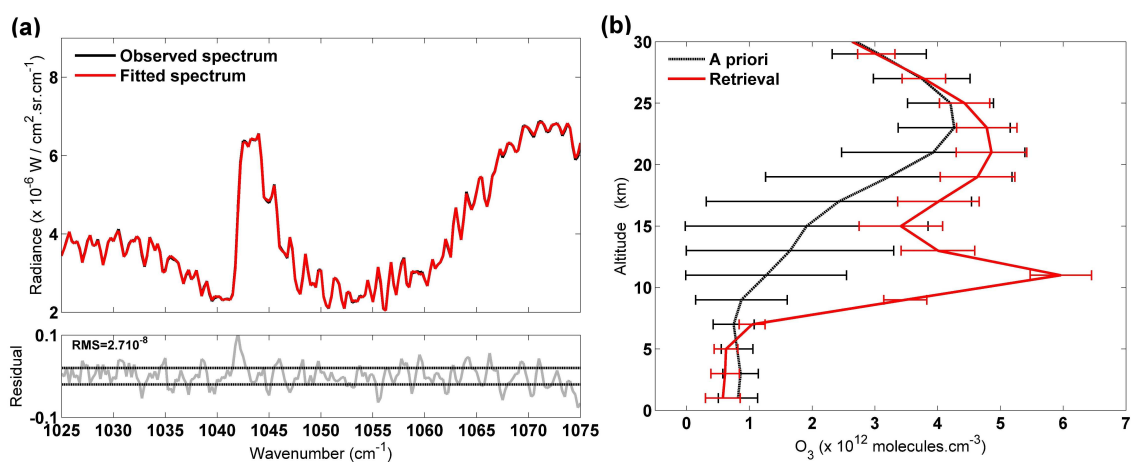 (a)
Observed spectrum
Fitted spectrum
Radiance (x 10⁻⁶ W / cm².sr.cm⁻¹)
8
6
4
2
RMS=2.710⁻⁸
Residual
0.1
-0.1
1025 1030 1035 1040 1045 1050 1055 1060 1065 1070 1075
Wavenumber (cm⁻¹)
(b)
A priori
Retrieval
Altitude (km)
30
25
20
15
10
5
0
0 1 2 3 4 5 6 7
O₃ (x 10¹² molecules.cm⁻³)